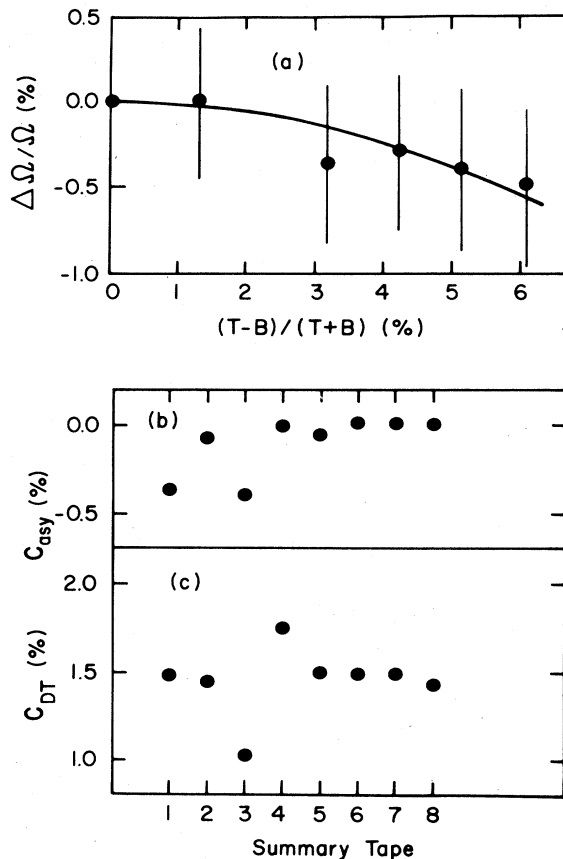 0.5
(a)
0.0
-0.5
-1.0
ΔΩ/Ω (%)
0 1 2 3 4 5 6
(T-B)/(T+B) (%)
(b)
0.0
-0.5
C_asy (%)
(c)
2.0
1.5
1.0
C_DT (%)
1 2 3 4 5 6 7 8
Summary Tape